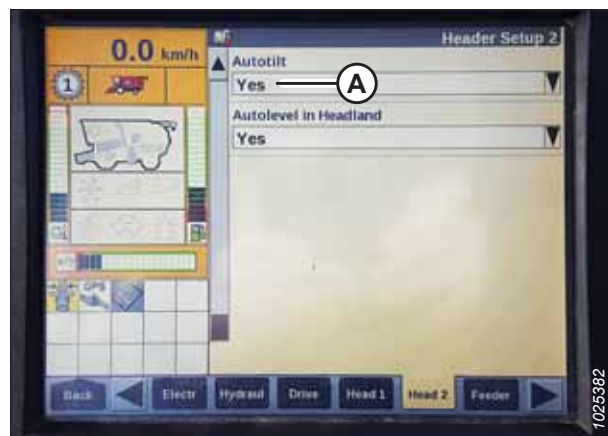 Header Setup 2
0.0 km/h
Autotilt
1
Yes
A
Autolevel in Headland
Yes
Back
Electr
Hydraul
Drive
Head 1
Head 2
Feeder
1025382